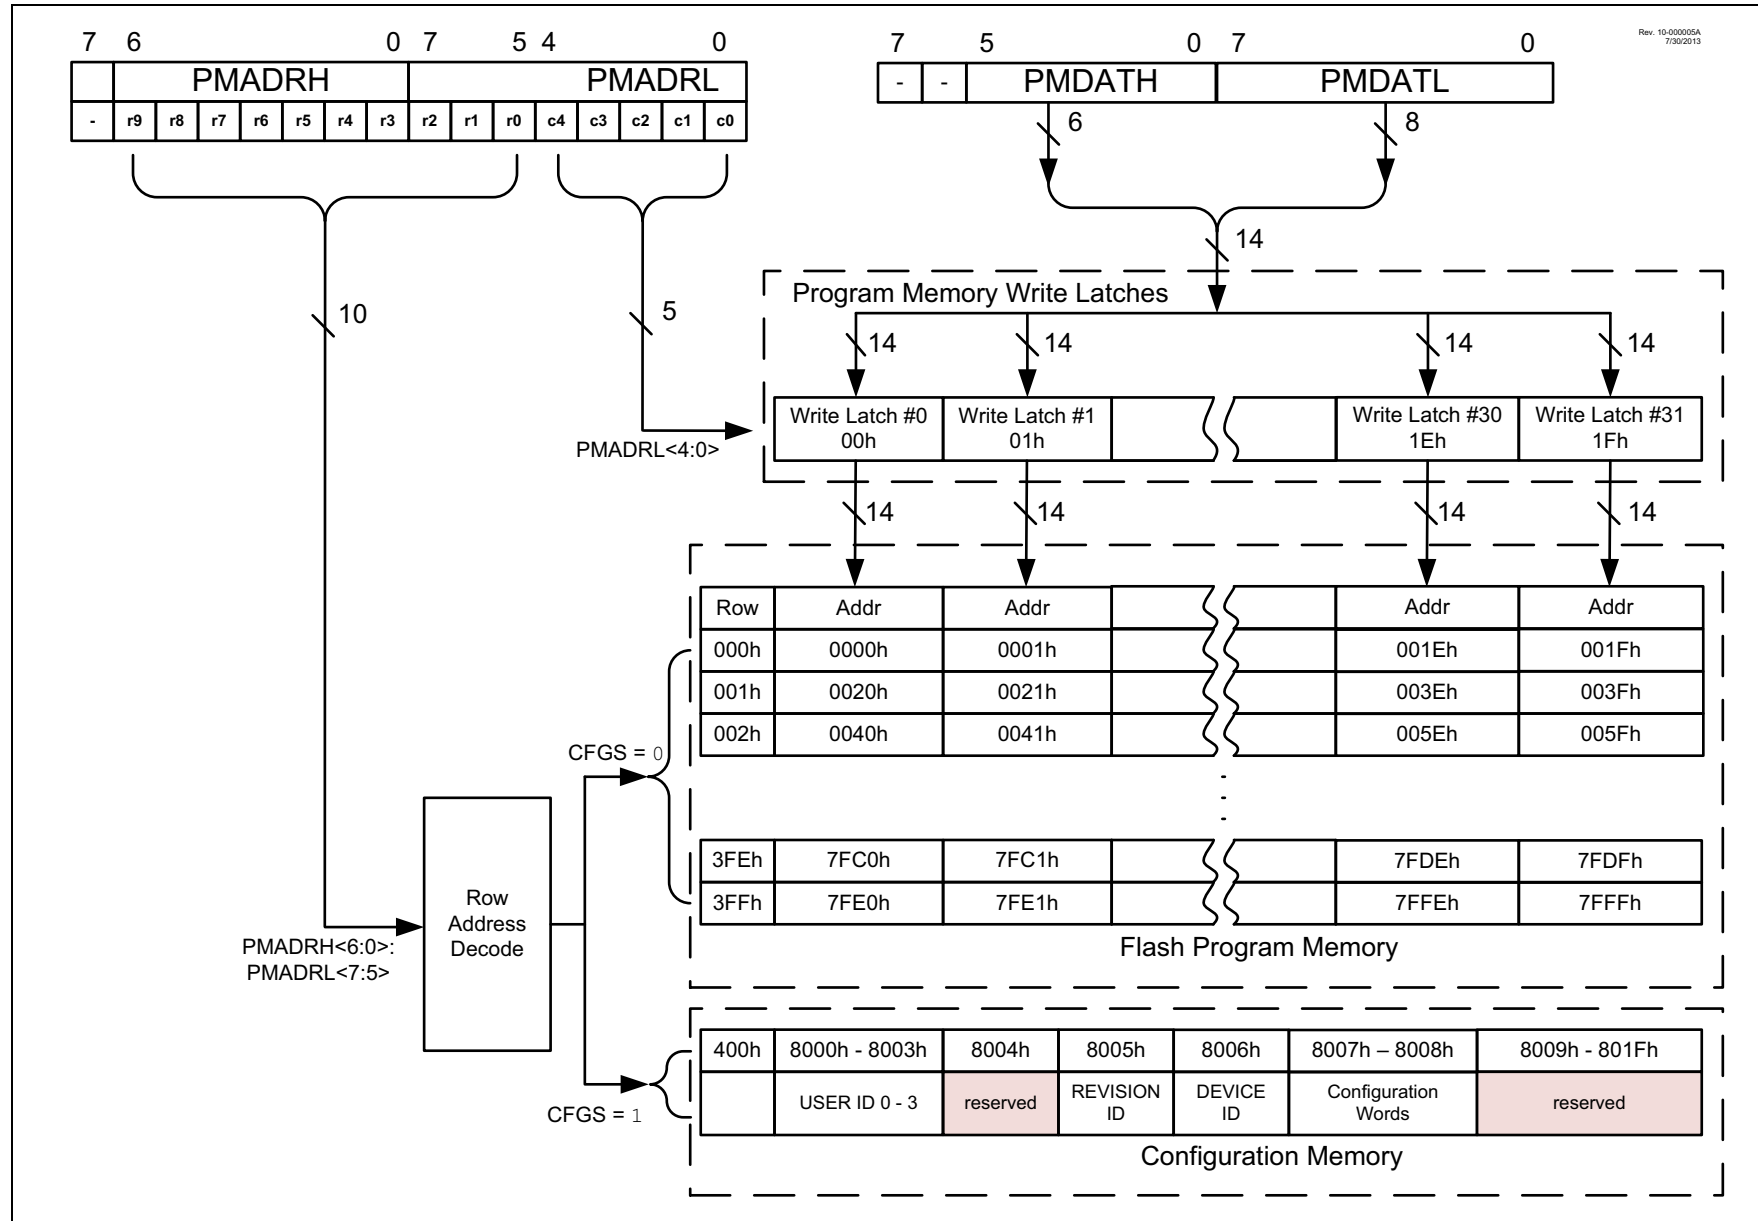 7 6 0 7 5 4 0
7 5 0 7 0
Rev. 10-000005A
7/30/2013
PMADRH PMADRL
- - PMDATH PMDATL
- r9 r8 r7 r6 r5 r4 r3 r2 r1 r0 c4 c3 c2 c1 c0
6 8
14
10 5
Program Memory Write Latches
14 14 14 14
Write Latch #0 Write Latch #1 Write Latch #30 Write Latch #31
00h 01h 1Eh 1Fh
PMADRL<4:0>
14 14 14 14
Row Addr Addr Addr Addr
000h 0000h 0001h 001Eh 001Fh
001h 0020h 0021h 003Eh 003Fh
002h 0040h 0041h 005Eh 005Fh
CFGS = 0
3FEh 7FC0h 7FC1h 7FDEh 7FDFh
3FFh 7FE0h 7FE1h 7FFEh 7FFFh
Row
Address
Decode
PMADRH<6:0>:
PMADRL<7:5>
Flash Program Memory
400h 8000h - 8003h 8004h 8005h 8006h 8007h – 8008h 8009h - 801Fh
USER ID 0 - 3 reserved REVISION ID DEVICE ID Configuration Words reserved
CFGS = 1
Configuration Memory